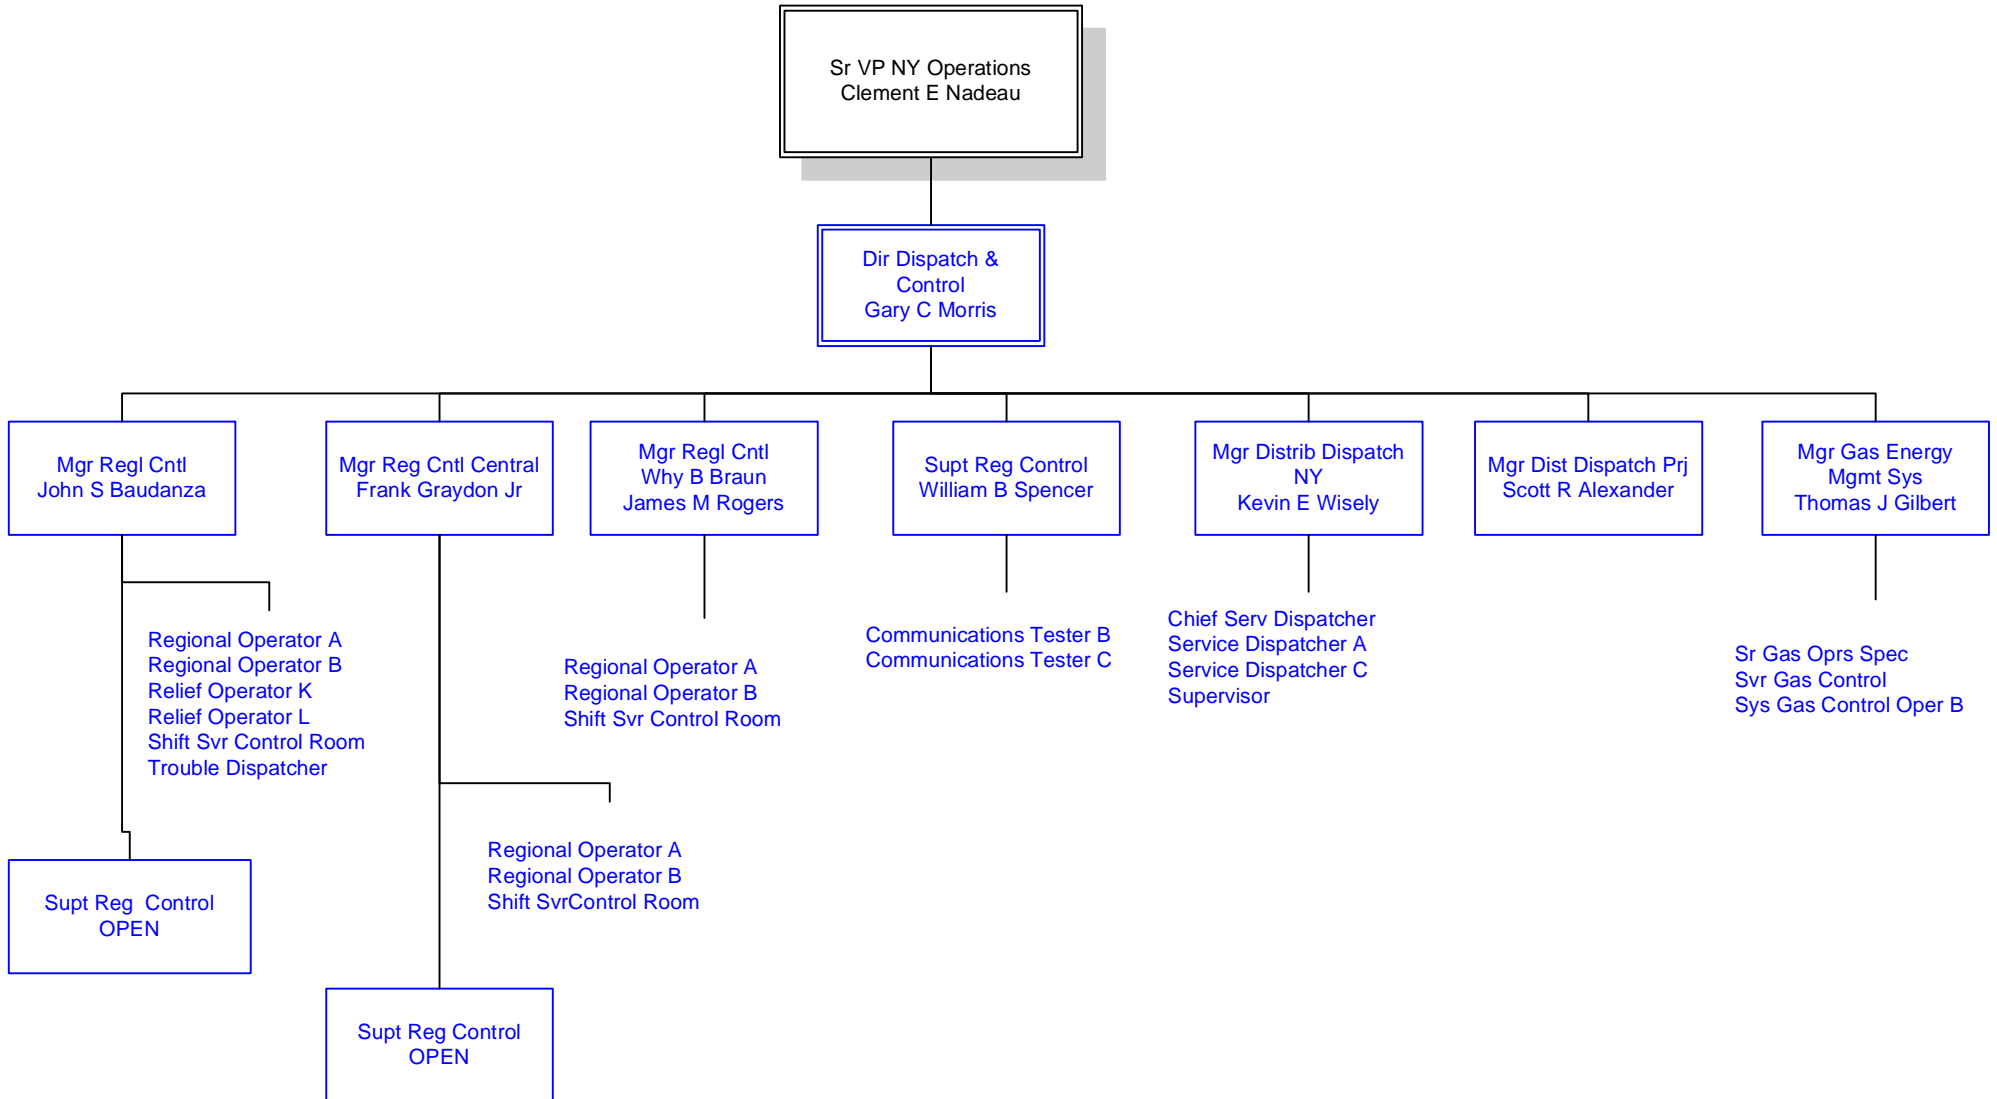 Sr VP NY Operations
Clement E Nadeau
Dir Dispatch &
Control
Gary C Morris
Mgr Regl Cntl
John S Baudanza
Mgr Reg Cntl Central
Frank Graydon Jr
Mgr Regl Cntl
Why B Braun
James M Rogers
Supt Reg Control
William B Spencer
Mgr Distrib Dispatch
NY
Kevin E Wisely
Mgr Dist Dispatch Prj
Scott R Alexander
Mgr Gas Energy
Mgmt Sys
Thomas J Gilbert
Regional Operator A
Regional Operator B
Relief Operator K
Relief Operator L
Shift Svr Control Room
Trouble Dispatcher
Regional Operator A
Regional Operator B
Shift Svr Control Room
Communications Tester B
Communications Tester C
Chief Serv Dispatcher
Service Dispatcher A
Service Dispatcher C
Supervisor
Sr Gas Oprs Spec
Svr Gas Control
Sys Gas Control Oper B
Regional Operator A
Regional Operator B
Shift SvrControl Room
Supt Reg  Control
OPEN
Supt Reg Control
OPEN